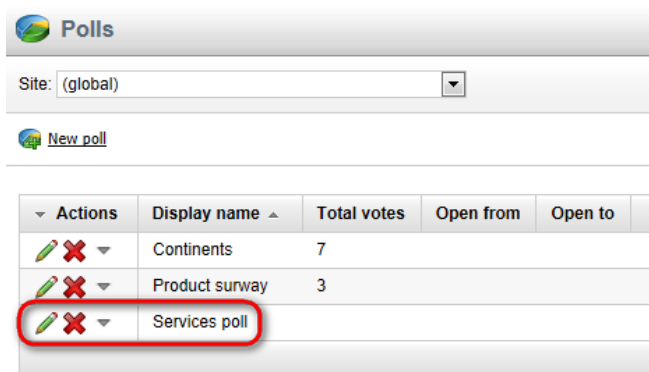 Polls
Site: (global)
New poll
Actions Display name Total votes Open from Open to
Continents 7
Product surway 3
Services poll